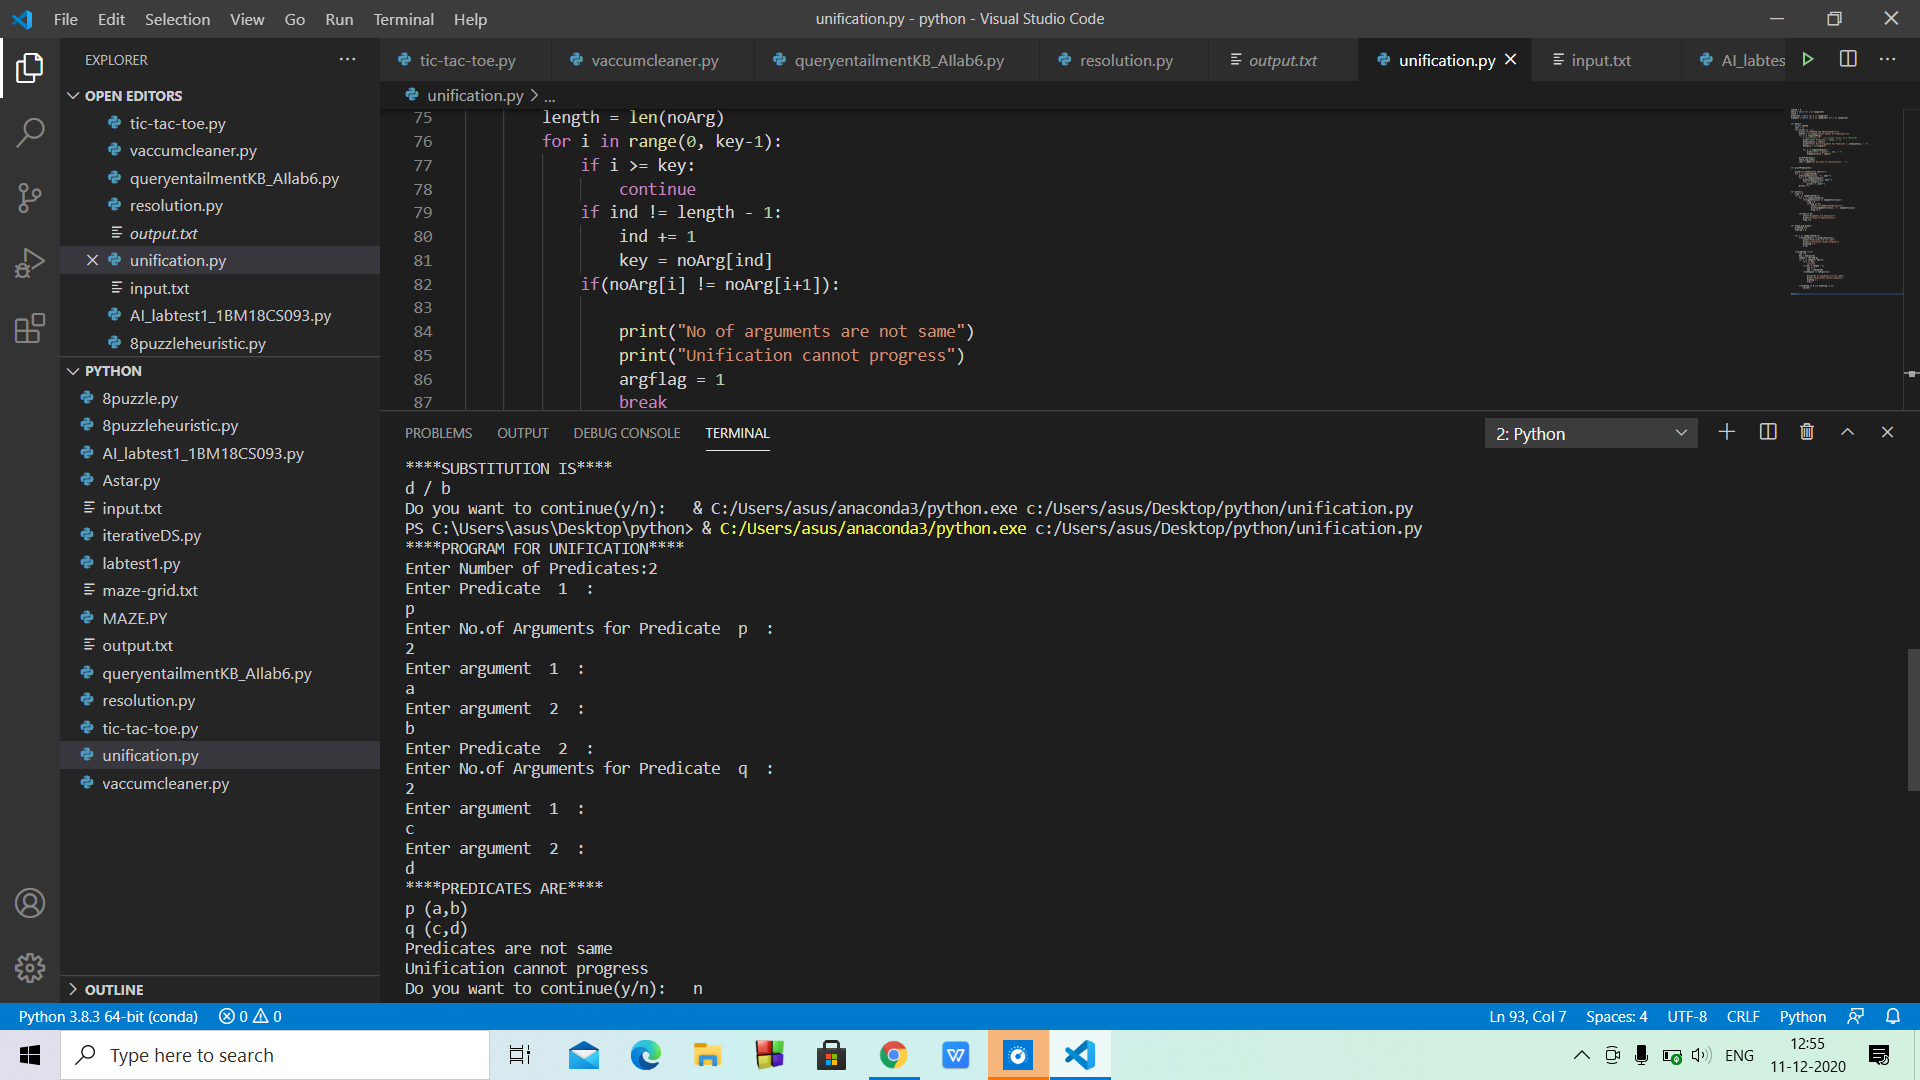 File Edit Selection View Go Run Terminal Help
unification.py - python - Visual Studio Code
EXPLORER
OPEN EDITORS
tic-tac-toe.py
vaccumcleaner.py
queryentailmentKB_AIlab6.py
resolution.py
output.txt
unification.py
input.txt
AI_labtest1_1BM18CS093.py
8puzzleheuristic.py
PYTHON
8puzzle.py
8puzzleheuristic.py
AI_labtest1_1BM18CS093.py
Astar.py
input.txt
iterativeDS.py
labtest1.py
maze-grid.txt
MAZE.PY
output.txt
queryentailmentKB_AIlab6.py
resolution.py
tic-tac-toe.py
unification.py
vaccumcleaner.py
OUTLINE
tic-tac-toe.py vaccumcleaner.py queryentailmentKB_AIlab6.py resolution.py output.txt unification.py input.txt AI_labtes
unification.py > ...
75 length = len(noArg)
76 for i in range(0, key-1):
77 if i >= key:
78 continue
79 if ind != length - 1:
80 ind += 1
81 key = noArg[ind]
82 if(noArg[i] != noArg[i+1]):
83
84 print("No of arguments are not same")
85 print("Unification cannot progress")
86 argflag = 1
87 break
PROBLEMS OUTPUT DEBUG CONSOLE TERMINAL
2: Python
****SUBSTITUTION IS****
d / b
Do you want to continue(y/n):   & C:/Users/asus/anaconda3/python.exe c:/Users/asus/Desktop/python/unification.py
PS C:\Users\asus\Desktop\python> & C:/Users/asus/anaconda3/python.exe c:/Users/asus/Desktop/python/unification.py
****PROGRAM FOR UNIFICATION****
Enter Number of Predicates:2
Enter Predicate  1  :
p
Enter No.of Arguments for Predicate  p  :
2
Enter argument  1  :
a
Enter argument  2  :
b
Enter Predicate  2  :
Enter No.of Arguments for Predicate  q  :
2
Enter argument  1  :
c
Enter argument  2  :
d
****PREDICATES ARE****
p (a,b)
q (c,d)
Predicates are not same
Unification cannot progress
Do you want to continue(y/n):   n
Python 3.8.3 64-bit (conda) 0 0
Ln 93, Col 7 Spaces: 4 UTF-8 CRLF Python
Type here to search
ENG
12:55
11-12-2020